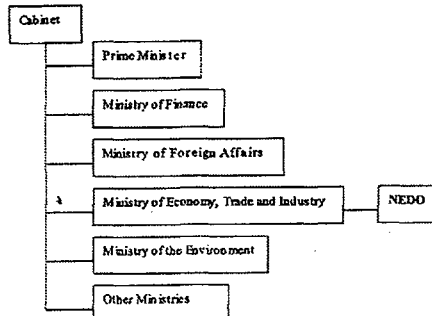 Cabinet
Prime Minister
Ministry of Finance
Ministry of Foreign Affairs
Ministry of Economy, Trade and Industry
NEDO
Ministry of the Environment
Other Ministries